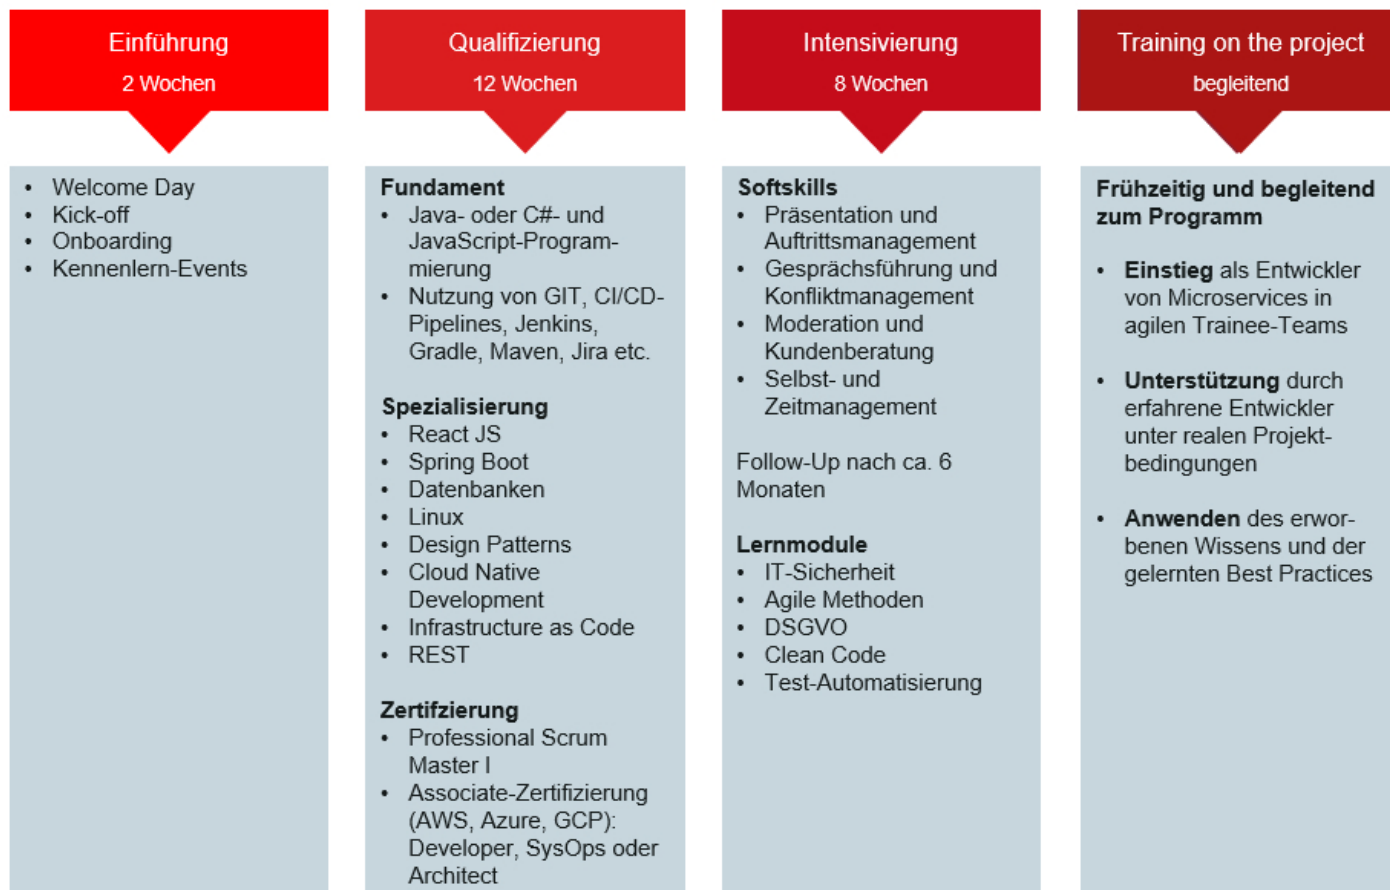 Einführung
2 Wochen
• Welcome Day
• Kick-off
• Onboarding
• Kennenlern-Events
Qualifizierung
12 Wochen
Fundament
• Java- oder C#- und
JavaScript-Program-
mierung
• Nutzung von GIT, CI/CD-
Pipelines, Jenkins,
Gradle, Maven, Jira etc.
Spezialisierung
• React JS
• Spring Boot
• Datenbanken
• Linux
• Design Patterns
• Cloud Native
Development
• Infrastructure as Code
• REST
Zertifzierung
• Professional Scrum
Master I
• Associate-Zertifizierung
(AWS, Azure, GCP):
Developer, SysOps oder
Architect
Intensivierung
8 Wochen
Softskills
• Präsentation und
Auftrittsmanagement
• Gesprächsführung und
Konfliktmanagement
• Moderation und
Kundenberatung
• Selbst- und
Zeitmanagement
Follow-Up nach ca. 6
Monaten
Lernmodule
• IT-Sicherheit
• Agile Methoden
• DSGVO
• Clean Code
• Test-Automatisierung
Training on the project
begleitend
Frühzeitig und begleitend
zum Programm
• Einstieg als Entwickler
von Microservices in
agilen Trainee-Teams
• Unterstützung durch
erfahrene Entwickler
unter realen Projekt-
bedingungen
• Anwenden des erwor-
benen Wissens und der
gelernten Best Practices